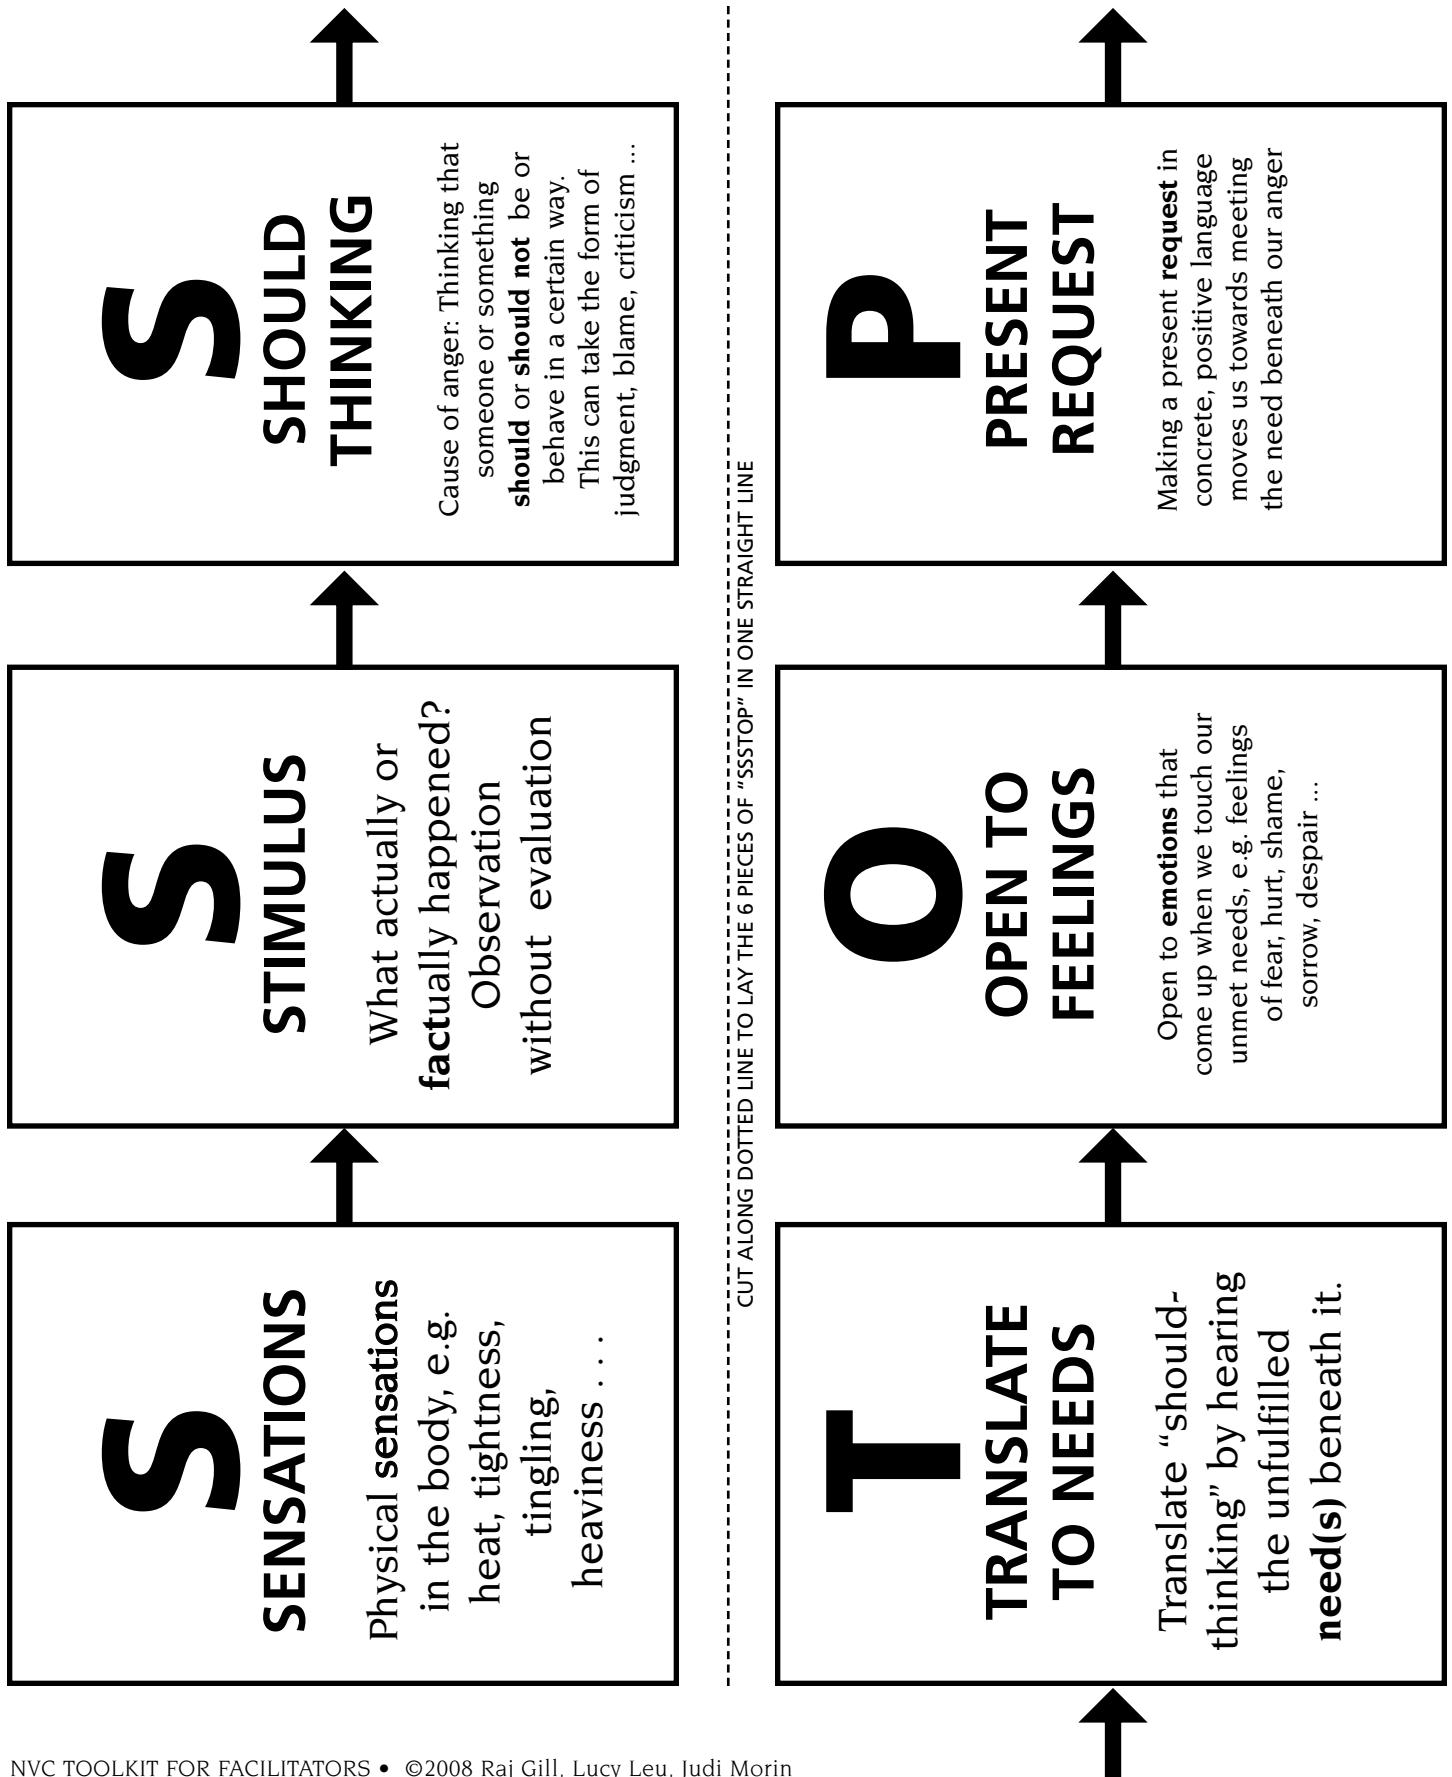 S
SENSATIONS
Physical sensations
in the body, e.g.
heat, tightness,
tingling,
heaviness . . . .
S
STIMULUS
What actually or
factually happened?
Observation
without evaluation
S
SHOULD
THINKING
Cause of anger: Thinking that
someone or something
should or should not be or
behave in a certain way.
This can take the form of
judgment, blame, criticism ...
CUT ALONG DOTTED LINE TO LAY THE 6 PIECES OF “SSSTOP” IN ONE STRAIGHT LINE
T
TRANSLATE
TO NEEDS
Translate “should-
thinking” by hearing
the unfulfilled
need(s) beneath it.
O
OPEN TO
FEELINGS
Open to emotions that
come up when we touch our
unmet needs, e.g. feelings
of fear, hurt, shame,
sorrow, despair ...
P
PRESENT
REQUEST
Making a present request in
concrete, positive language
moves us towards meeting
the need beneath our anger
NVC TOOLKIT FOR FACILITATORS • ©2008 Raj Gill, Lucy Leu, Judi Morin